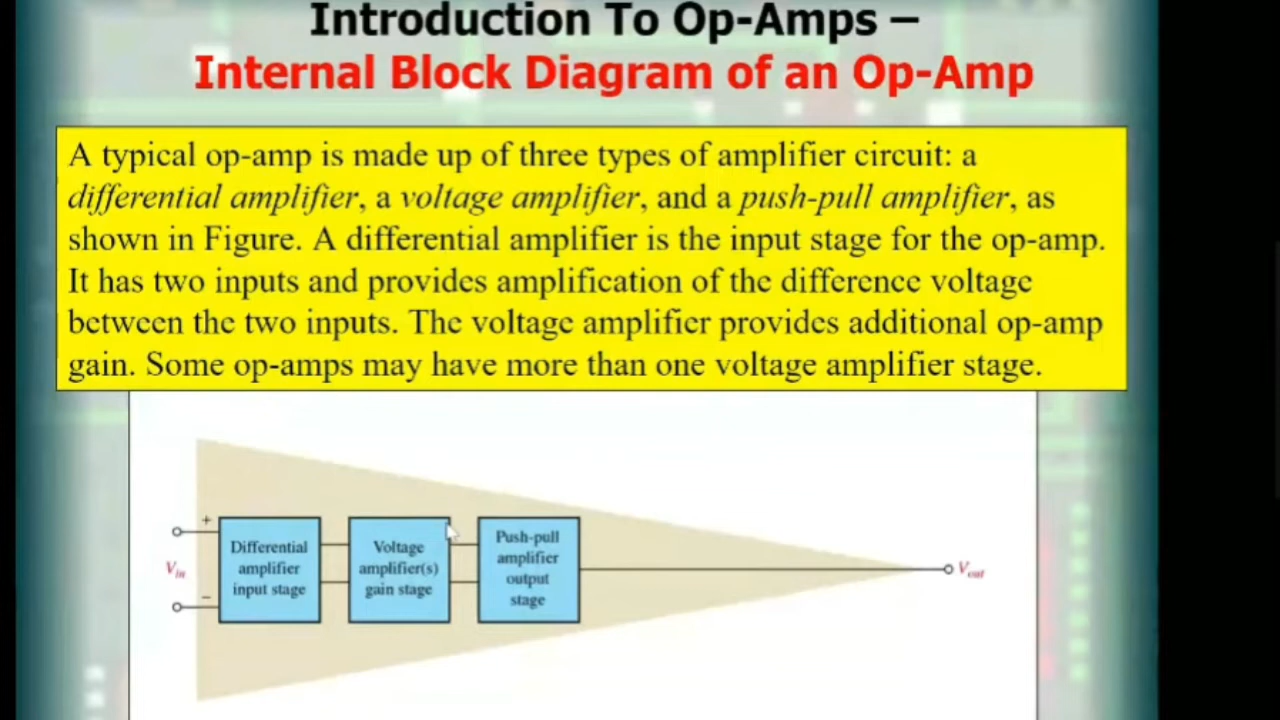 Introduction To Op-Amps –
Internal Block Diagram of an Op-Amp
A typical op-amp is made up of three types of amplifier circuit: a
differential amplifier, a voltage amplifier, and a push-pull amplifier, as
shown in Figure. A differential amplifier is the input stage for the op-amp.
It has two inputs and provides amplification of the difference voltage
between the two inputs. The voltage amplifier provides additional op-amp
gain. Some op-amps may have more than one voltage amplifier stage.
+
Vin
−
Differential
amplifier
input stage
Voltage
amplifier(s)
gain stage
Push-pull
amplifier
output
stage
Vout